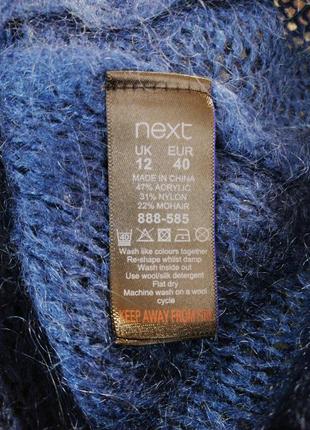 next
UK EUR
12 40
MADE IN CHINA
47% ACRYLIC
31% NYLON
22% MOHAIR
888-585
40
Wash like colours together
Re-shape whilst damp
Wash inside out
Use wool/silk detergent
Flat dry
Machine wash on a wool
cycle
KEEP AWAY FROM FIRE